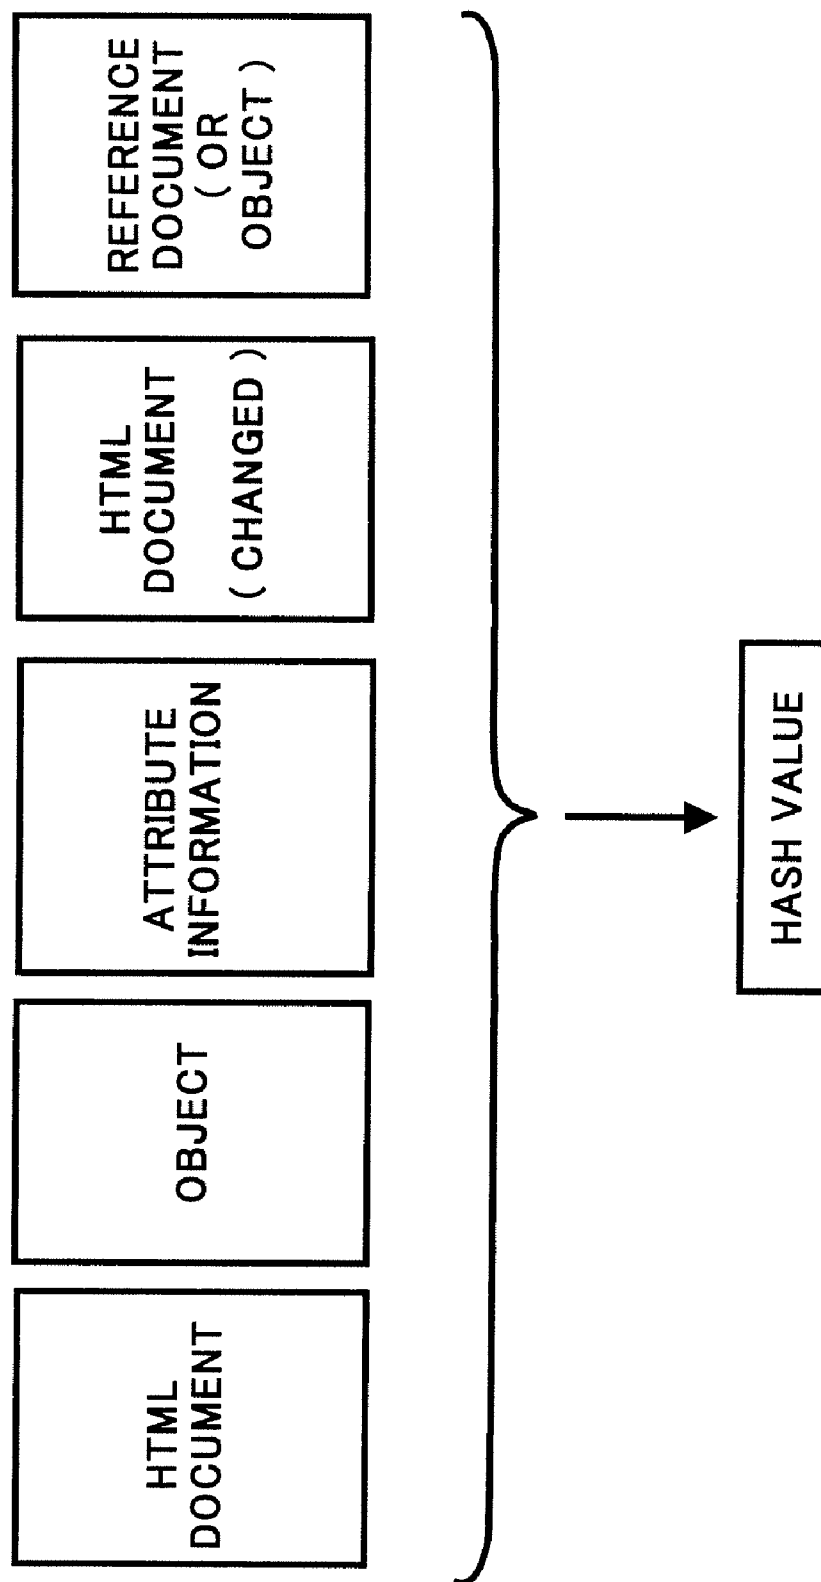 HTML
DOCUMENT
OBJECT
ATTRIBUTE
INFORMATION
HTML
DOCUMENT
( CHANGED )
REFERENCE
DOCUMENT
( OR
OBJECT )
HASH VALUE